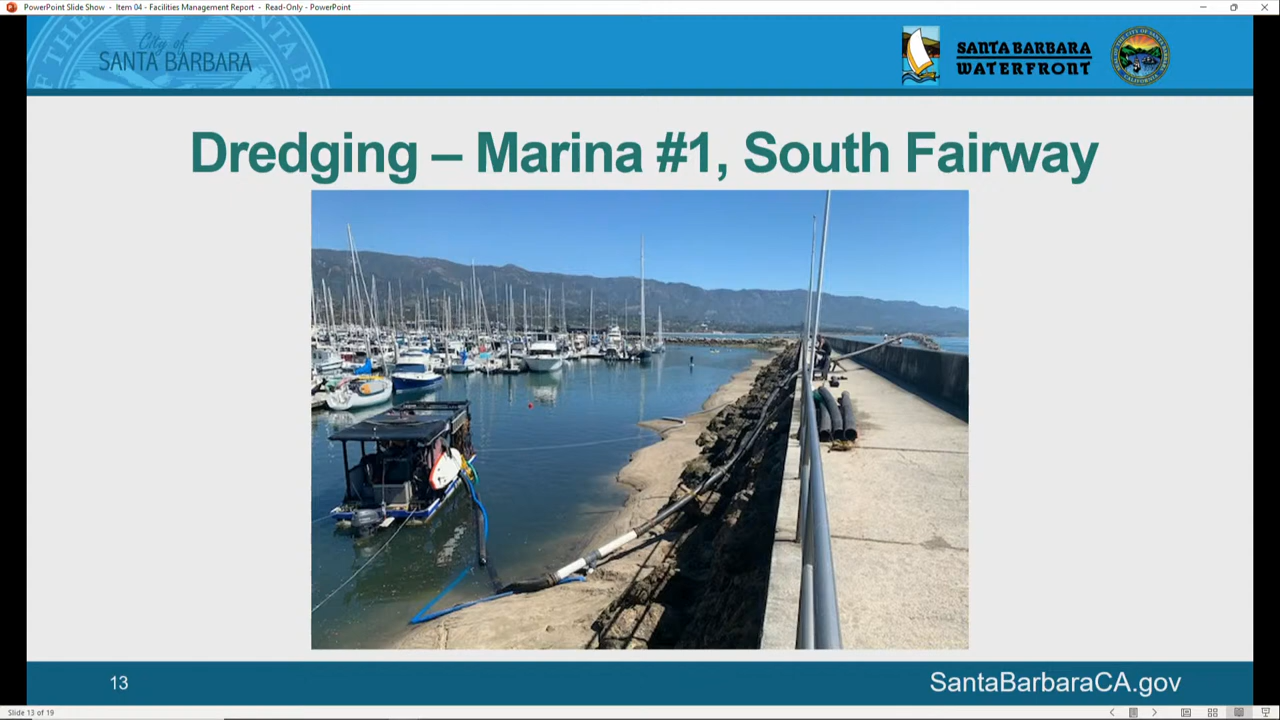 PowerPoint Slide Show - Item 04 - Facilities Management Report - Read-Only - PowerPoint
City of
SANTA BARBARA
SANTA BARBARA
WATERFRONT
Dredging – Marina #1, South Fairway
13
SantaBarbaraCA.gov
Slide 13 of 19